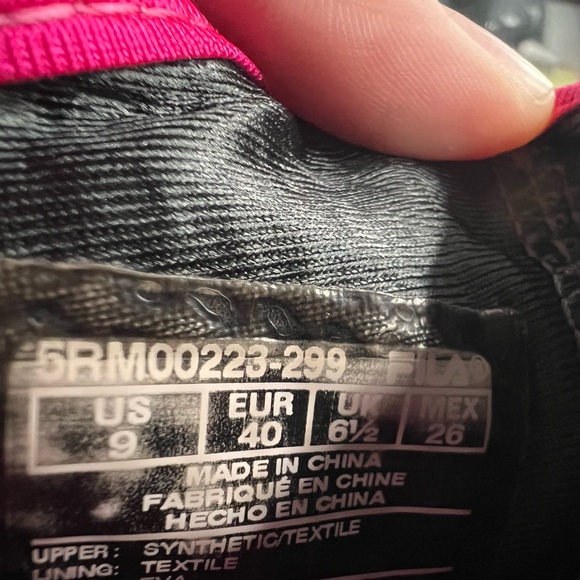 5RM00223-299 FILA®
US EUR UK MEX
9 40 6½ 26
MADE IN CHINA
FABRIQUÉ EN CHINE
HECHO EN CHINA
UPPER: SYNTHETIC/TEXTILE
LINING: TEXTILE